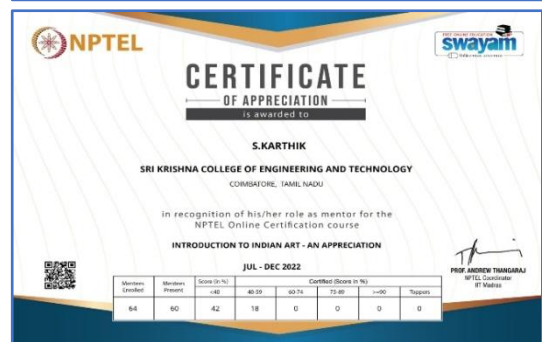 NPTEL
FREE ONLINE EDUCATION
swayam
CERTIFICATE
OF APPRECIATION
is awarded to
S.KARTHIK
SRI KRISHNA COLLEGE OF ENGINEERING AND TECHNOLOGY
COIMBATORE, TAMIL NADU
in recognition of his/her role as mentor for the
NPTEL Online Certification course
INTRODUCTION TO INDIAN ART - AN APPRECIATION
JUL - DEC 2022
PROF. ANDREW THANGARAJ
NPTEL Coordinator
IIT Madras
Mentees Enrolled Mentees Present Score (in %) Certified (Score in %)
<40 40-59 60-74 75-89 >=90 Toppers
64 60 42 18 0 0 0 0